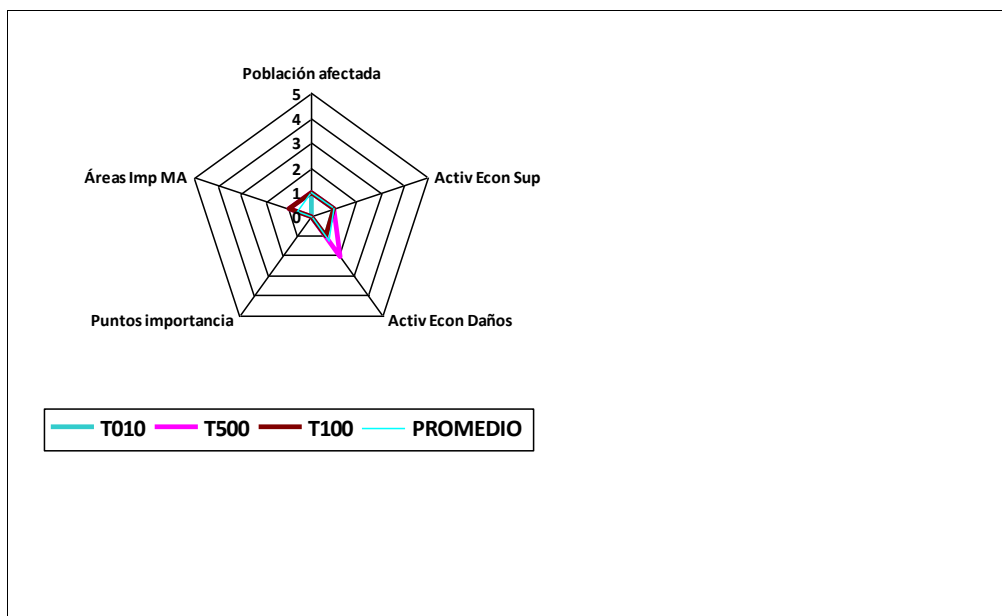 Población afectada
5
4
3
Áreas Imp MA
Activ Econ Sup
2
1
0
Puntos importancia
Activ Econ Daños
T010 T500 T100 PROMEDIO